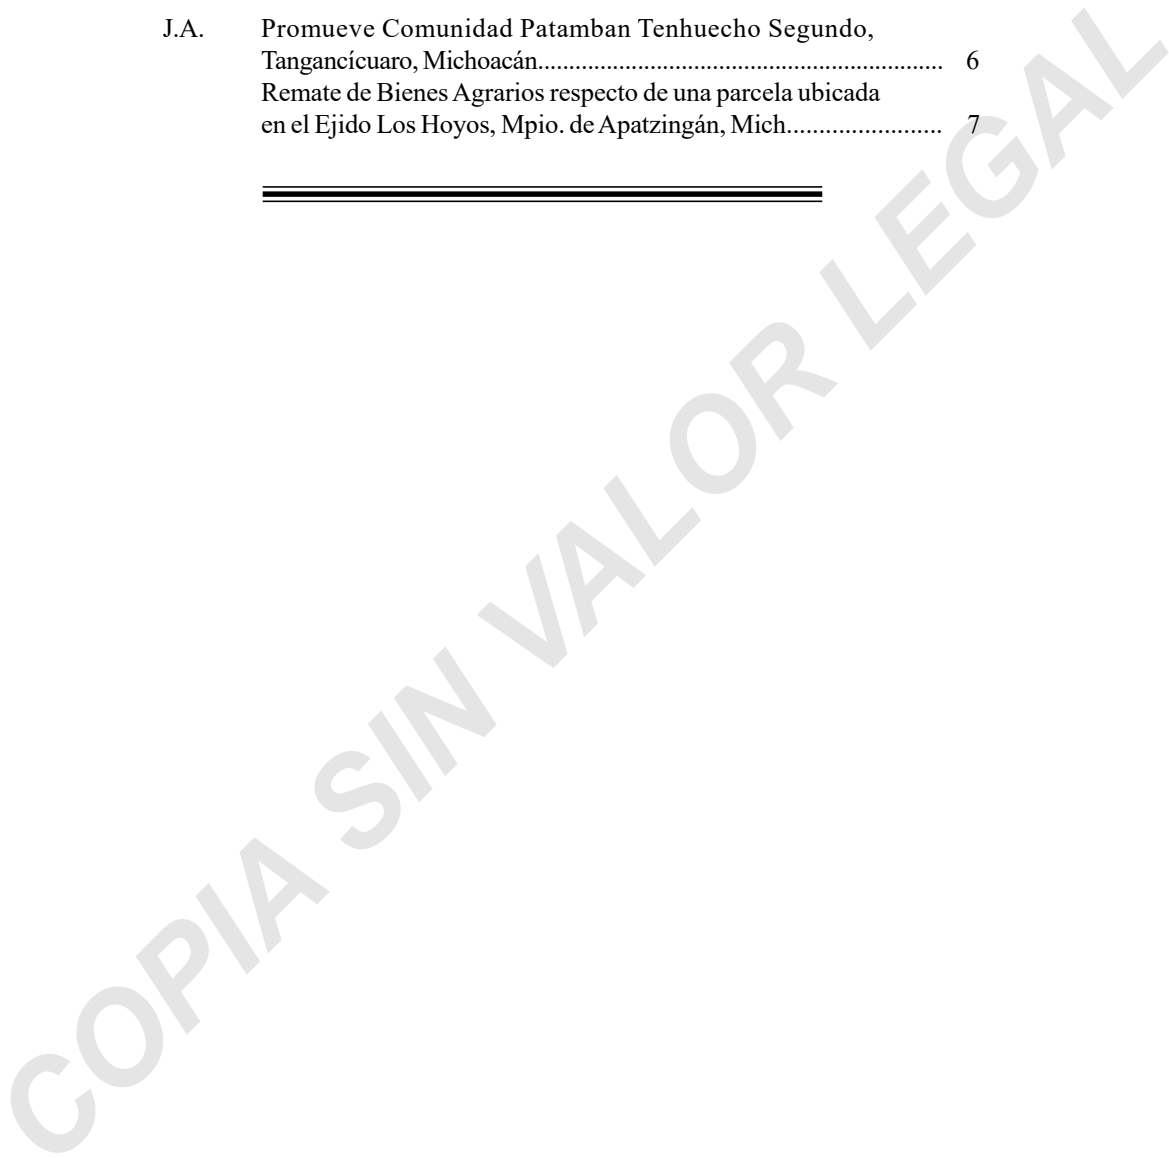 J.A. Promueve Comunidad Patamban Tenhuecho Segundo,
Tangancícuaro, Michoacán.............................................................. 6
Remate de Bienes Agrarios respecto de una parcela ubicada
en el Ejido Los Hoyos, Mpio. de Apatzingán, Mich........................ 7
COPIA SIN VALOR LEGAL